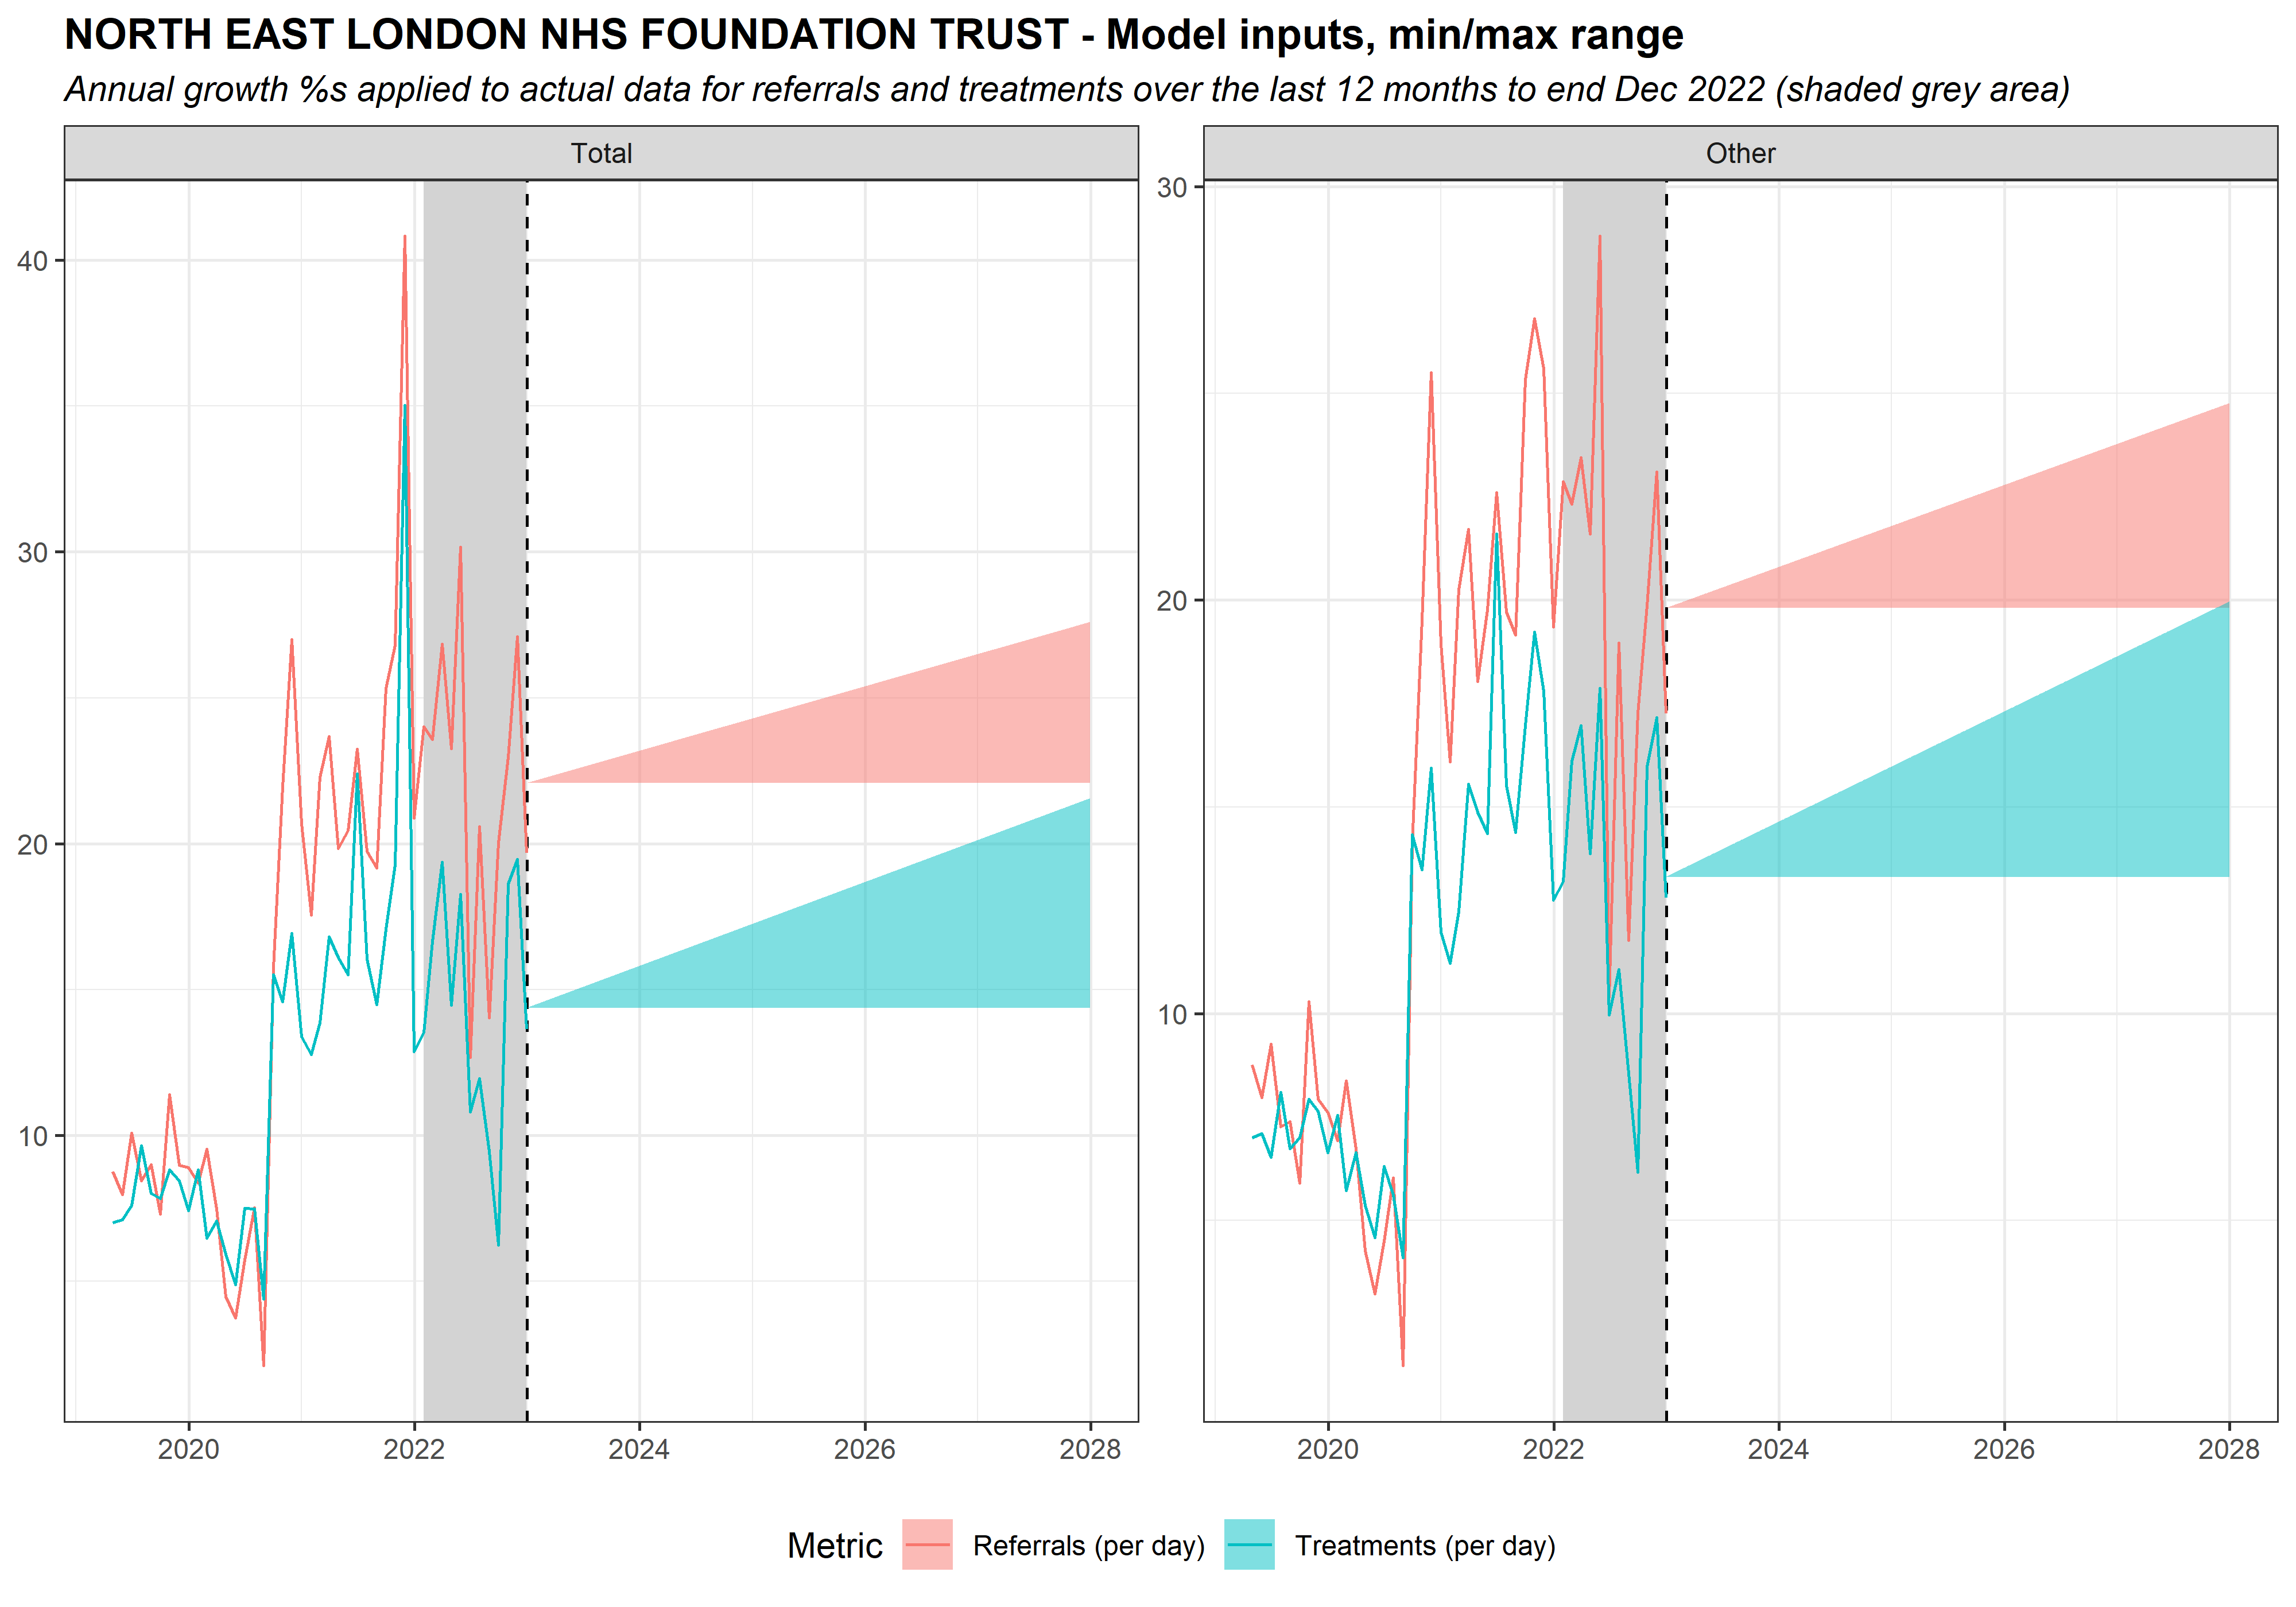 NORTH EAST LONDON NHS FOUNDATION TRUST - Model inputs, min/max range
Annual growth %s applied to actual data for referrals and treatments over the last 12 months to end Dec 2022 (shaded grey area)
Total
Other
40
30
20
10
30
20
10
2020 2022 2024 2026 2028
2020 2022 2024 2026 2028
Metric Referrals (per day) Treatments (per day)